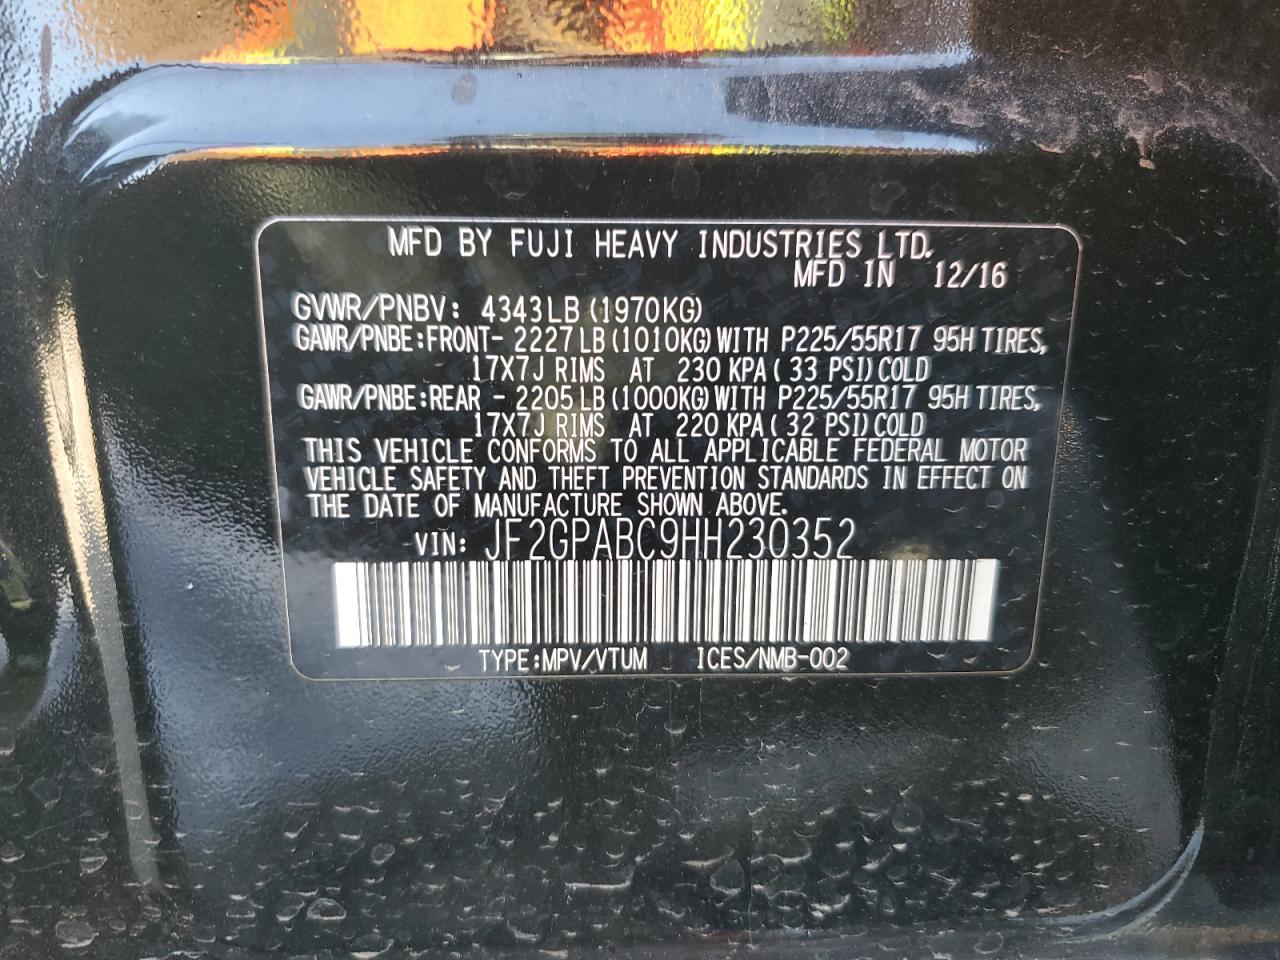 MFD BY FUJI HEAVY INDUSTRIES LTD.
MFD IN 12/16
GVWR/PNBV: 4343LB (1970KG)
GAWR/PNBE:FRONT- 2227LB (1010KG) WITH P225/55R17 95H TIRES,
17X7J RIMS AT 230 KPA ( 33 PSI) COLD
GAWR/PNBE:REAR - 2205LB (1000KG) WITH P225/55R17 95H TIRES,
17X7J RIMS AT 220 KPA ( 32 PSI) COLD
THIS VEHICLE CONFORMS TO ALL APPLICABLE FEDERAL MOTOR
VEHICLE SAFETY AND THEFT PREVENTION STANDARDS IN EFFECT ON
THE DATE OF MANUFACTURE SHOWN ABOVE.
VIN: JF2GPABC9HH230352
TYPE:MPV/VTUM ICES/NMB-002